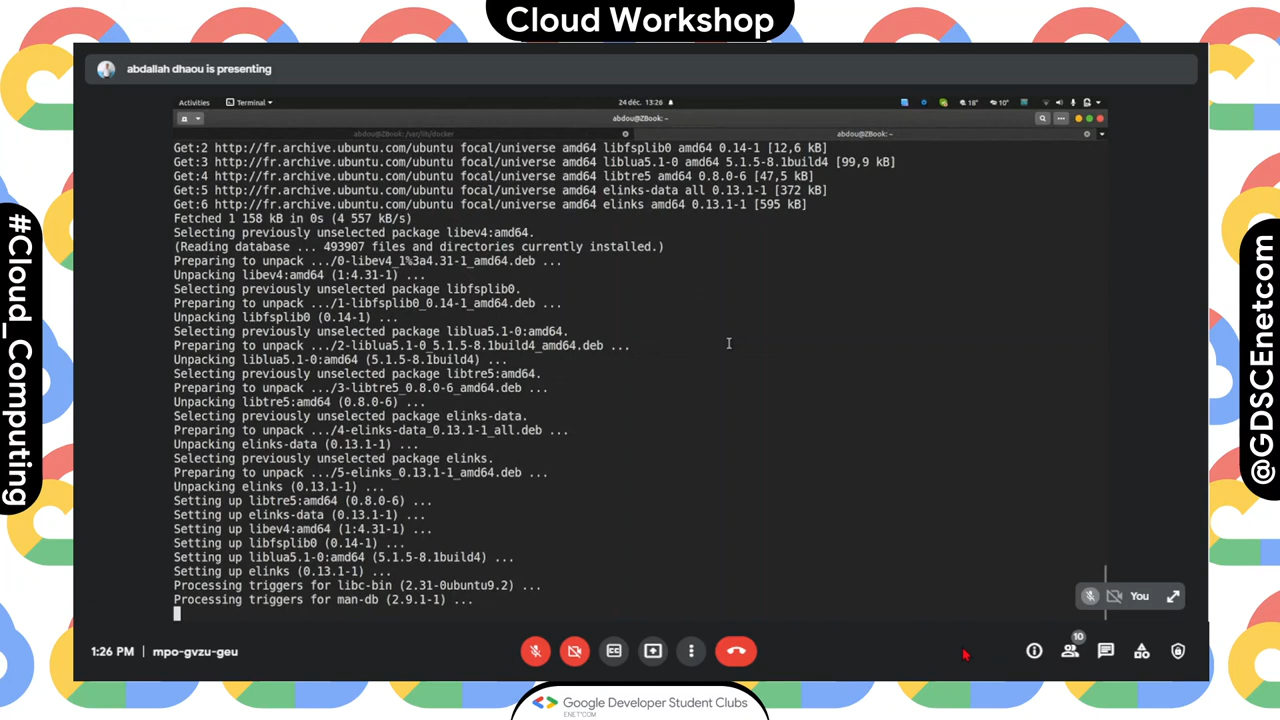 Cloud Workshop
abdallah dhaou is presenting
Activities
Terminal
24 déc. 13:26
18°
10°
abdou@ZBook: ~
abdou@ZBook: /var/lib/docker
abdou@ZBook: ~
Get:2 http://fr.archive.ubuntu.com/ubuntu focal/universe amd64 libfsplib0 amd64 0.14-1 [12,6 kB]
Get:3 http://fr.archive.ubuntu.com/ubuntu focal/universe amd64 liblua5.1-0 amd64 5.1.5-8.1build4 [99,9 kB]
Get:4 http://fr.archive.ubuntu.com/ubuntu focal/universe amd64 libtre5 amd64 0.8.0-6 [47,5 kB]
Get:5 http://fr.archive.ubuntu.com/ubuntu focal/universe amd64 elinks-data all 0.13.1-1 [372 kB]
Get:6 http://fr.archive.ubuntu.com/ubuntu focal/universe amd64 elinks amd64 0.13.1-1 [595 kB]
Fetched 1 158 kB in 0s (4 557 kB/s)
Selecting previously unselected package libev4:amd64.
(Reading database ... 493907 files and directories currently installed.)
Preparing to unpack .../0-libev4_1%3a4.31-1_amd64.deb ...
Unpacking libev4:amd64 (1:4.31-1) ...
Selecting previously unselected package libfsplib0.
Preparing to unpack .../1-libfsplib0_0.14-1_amd64.deb ...
Unpacking libfsplib0 (0.14-1) ...
Selecting previously unselected package liblua5.1-0:amd64.
Preparing to unpack .../2-liblua5.1-0_5.1.5-8.1build4_amd64.deb ...
Unpacking liblua5.1-0:amd64 (5.1.5-8.1build4) ...
Selecting previously unselected package libtre5:amd64.
Preparing to unpack .../3-libtre5_0.8.0-6_amd64.deb ...
Unpacking libtre5:amd64 (0.8.0-6) ...
Selecting previously unselected package elinks-data.
Preparing to unpack .../4-elinks-data_0.13.1-1_all.deb ...
Unpacking elinks-data (0.13.1-1) ...
Selecting previously unselected package elinks.
Preparing to unpack .../5-elinks_0.13.1-1_amd64.deb ...
Unpacking elinks (0.13.1-1) ...
Setting up libtre5:amd64 (0.8.0-6) ...
Setting up elinks-data (0.13.1-1) ...
Setting up libev4:amd64 (1:4.31-1) ...
Setting up libfsplib0 (0.14-1) ...
Setting up liblua5.1-0:amd64 (5.1.5-8.1build4) ...
Setting up elinks (0.13.1-1) ...
Processing triggers for libc-bin (2.31-0ubuntu9.2) ...
Processing triggers for man-db (2.9.1-1) ...
You
1:26 PM | mpo-gvzu-geu
CC
10
#Cloud_Computing
@GDSCEnetcom
Google Developer Student Clubs
ENET'COM